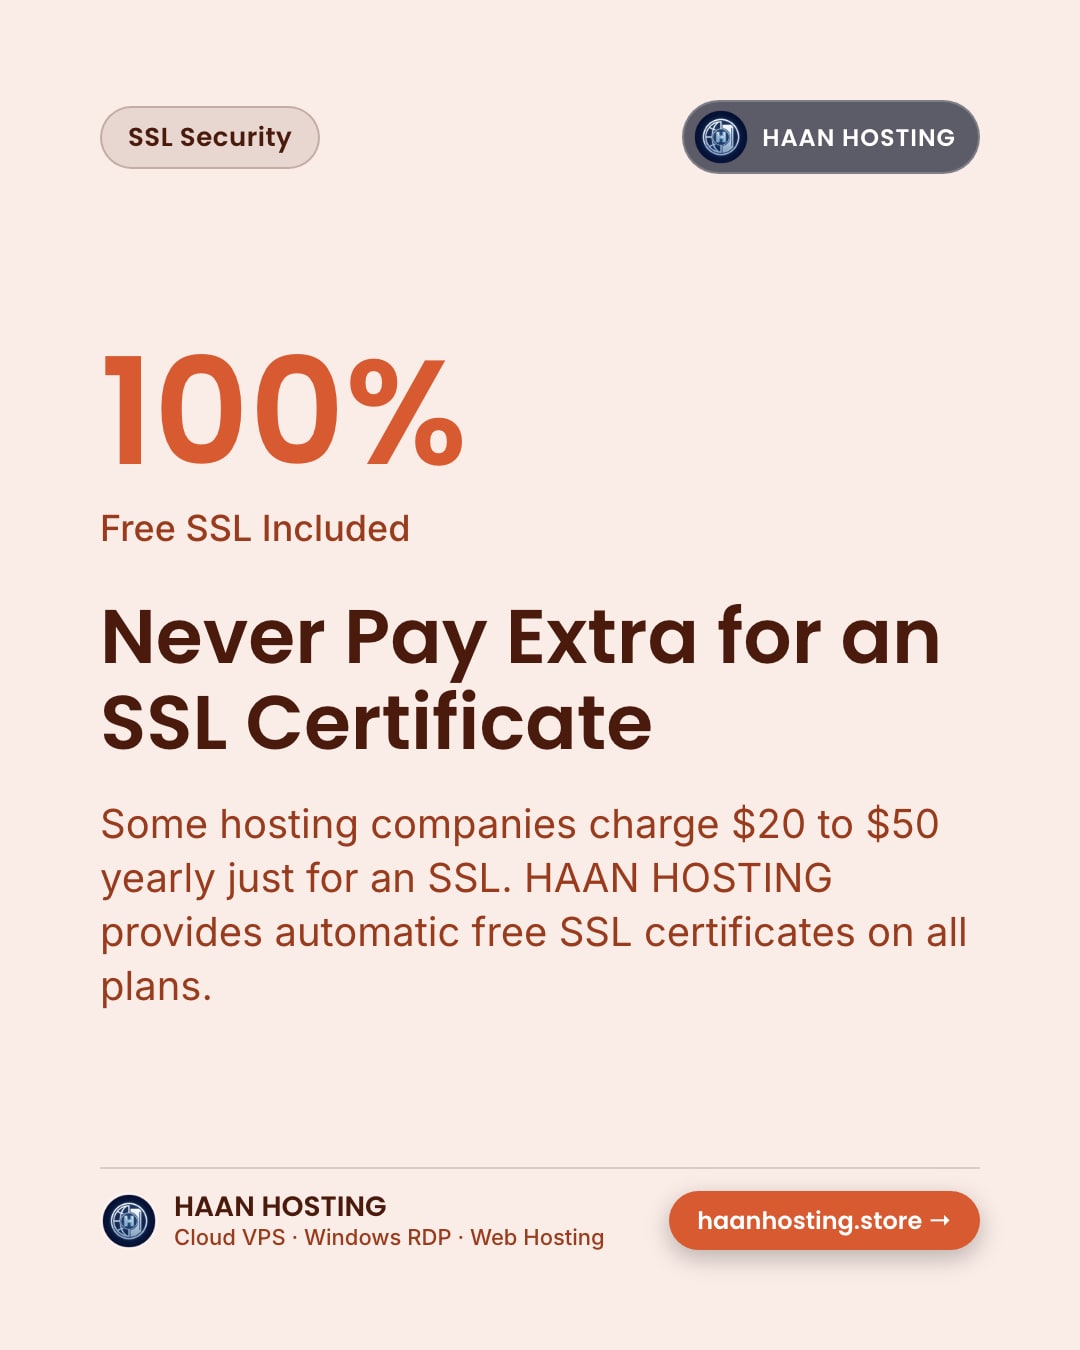 SSL Security
HAAN HOSTING
100%
Free SSL Included
Never Pay Extra for an
SSL Certificate
Some hosting companies charge $20 to $50
yearly just for an SSL. HAAN HOSTING
provides automatic free SSL certificates on all
plans.
HAAN HOSTING
Cloud VPS · Windows RDP · Web Hosting
haanhosting.store →